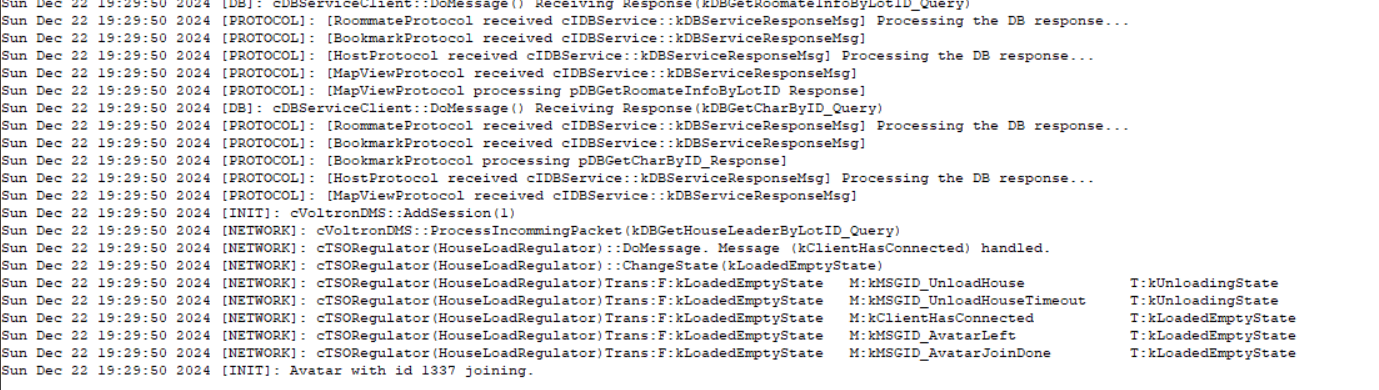 Sun Dec 22 19:29:50 2024 [DB]: cDBServiceClient::DoMessage() Receiving Response(kDBGetRoomateInfoByLotID_Query)
Sun Dec 22 19:29:50 2024 [PROTOCOL]: [RoommateProtocol received cIDBService::kDBServiceResponseMsg] Processing the DB response...
Sun Dec 22 19:29:50 2024 [PROTOCOL]: [BookmarkProtocol received cIDBService::kDBServiceResponseMsg]
Sun Dec 22 19:29:50 2024 [PROTOCOL]: [HostProtocol received cIDBService::kDBServiceResponseMsg] Processing the DB response...
Sun Dec 22 19:29:50 2024 [PROTOCOL]: [MapViewProtocol received cIDBService::kDBServiceResponseMsg]
Sun Dec 22 19:29:50 2024 [PROTOCOL]: [MapViewProtocol processing pDBGetRoomateInfoByLotID Response]
Sun Dec 22 19:29:50 2024 [DB]: cDBServiceClient::DoMessage() Receiving Response(kDBGetCharByID_Query)
Sun Dec 22 19:29:50 2024 [PROTOCOL]: [RoommateProtocol received cIDBService::kDBServiceResponseMsg] Processing the DB response...
Sun Dec 22 19:29:50 2024 [PROTOCOL]: [BookmarkProtocol received cIDBService::kDBServiceResponseMsg]
Sun Dec 22 19:29:50 2024 [PROTOCOL]: [BookmarkProtocol processing pDBGetCharByID_Response]
Sun Dec 22 19:29:50 2024 [PROTOCOL]: [HostProtocol received cIDBService::kDBServiceResponseMsg] Processing the DB response...
Sun Dec 22 19:29:50 2024 [PROTOCOL]: [MapViewProtocol received cIDBService::kDBServiceResponseMsg]
Sun Dec 22 19:29:50 2024 [INIT]: cVoltronDMS::AddSession(1)
Sun Dec 22 19:29:50 2024 [NETWORK]: cVoltronDMS::ProcessIncommingPacket(kDBGetHouseLeaderByLotID_Query)
Sun Dec 22 19:29:50 2024 [NETWORK]: cTSORegulator(HouseLoadRegulator)::DoMessage. Message (kClientHasConnected) handled.
Sun Dec 22 19:29:50 2024 [NETWORK]: cTSORegulator(HouseLoadRegulator)::ChangeState(kLoadedEmptyState)
Sun Dec 22 19:29:50 2024 [NETWORK]: cTSORegulator(HouseLoadRegulator)Trans:F:kLoadedEmptyState M:kMSGID_UnloadHouse T:kUnloadingState
Sun Dec 22 19:29:50 2024 [NETWORK]: cTSORegulator(HouseLoadRegulator)Trans:F:kLoadedEmptyState M:kMSGID_UnloadHouseTimeout T:kUnloadingState
Sun Dec 22 19:29:50 2024 [NETWORK]: cTSORegulator(HouseLoadRegulator)Trans:F:kLoadedEmptyState M:kClientHasConnected T:kLoadedEmptyState
Sun Dec 22 19:29:50 2024 [NETWORK]: cTSORegulator(HouseLoadRegulator)Trans:F:kLoadedEmptyState M:kMSGID_AvatarLeft T:kLoadedEmptyState
Sun Dec 22 19:29:50 2024 [NETWORK]: cTSORegulator(HouseLoadRegulator)Trans:F:kLoadedEmptyState M:kMSGID_AvatarJoinDone T:kLoadedEmptyState
Sun Dec 22 19:29:50 2024 [INIT]: Avatar with id 1337 joining.